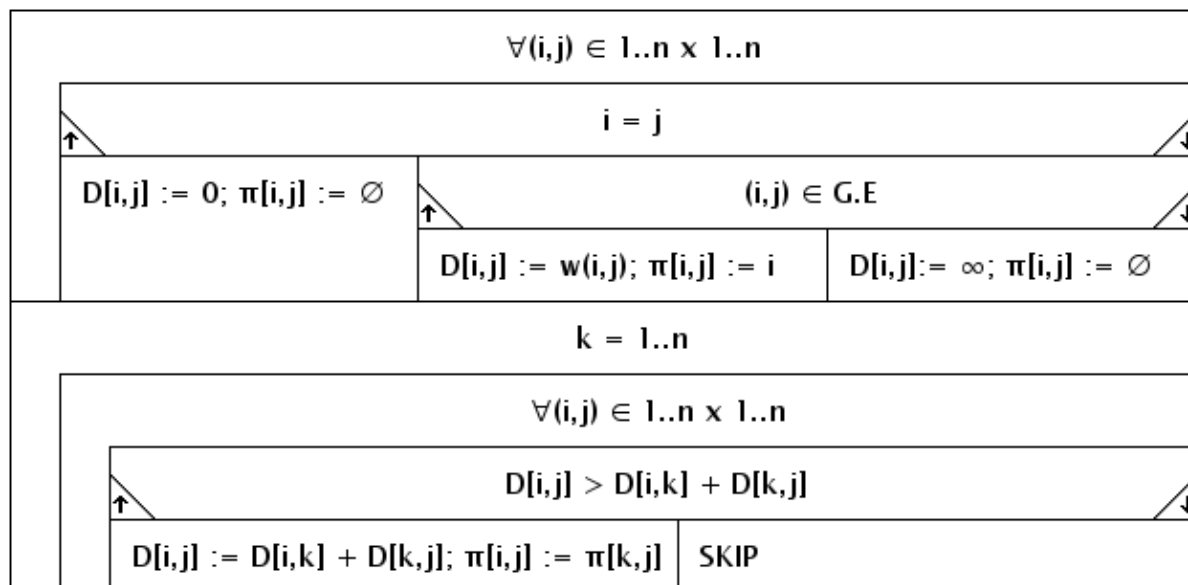 ∀(i,j) ∈ 1..n x 1..n
i = j
D[i,j] := 0; π[i,j] := ∅
(i,j) ∈ G.E
D[i,j] := w(i,j); π[i,j] := i
D[i,j]:= ∞; π[i,j] := ∅
k = 1..n
∀(i,j) ∈ 1..n x 1..n
D[i,j] > D[i,k] + D[k,j]
D[i,j] := D[i,k] + D[k,j]; π[i,j] := π[k,j]
SKIP